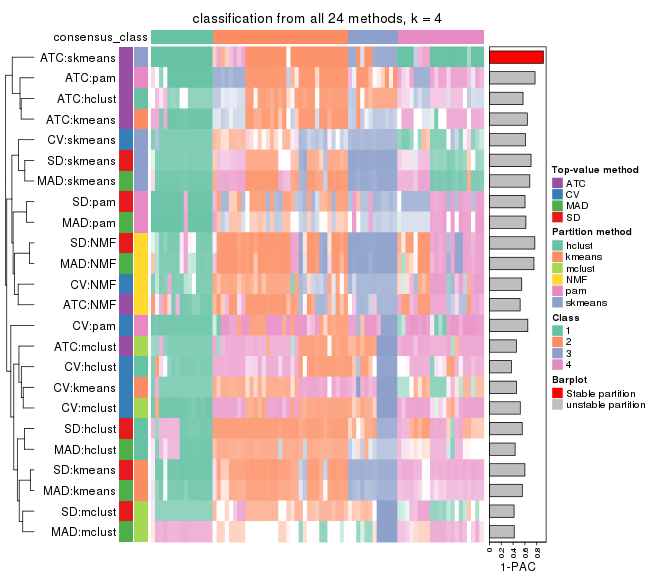 classification from all 24 methods, k = 4
consensus_class
ATC:skmeans
ATC:pam
ATC:hclust
ATC:kmeans
CV:skmeans
SD:skmeans
MAD:skmeans
SD:pam
MAD:pam
SD:NMF
MAD:NMF
CV:NMF
ATC:NMF
CV:pam
ATC:mclust
CV:hclust
CV:kmeans
CV:mclust
SD:hclust
MAD:hclust
SD:kmeans
MAD:kmeans
SD:mclust
MAD:mclust
0
0.2
0.4
0.6
0.8
1-PAC
Top-value method
ATC
CV
MAD
SD
Partition method
hclust
kmeans
mclust
NMF
pam
skmeans
Class
1
2
3
4
Barplot
Stable partition
unstable partition